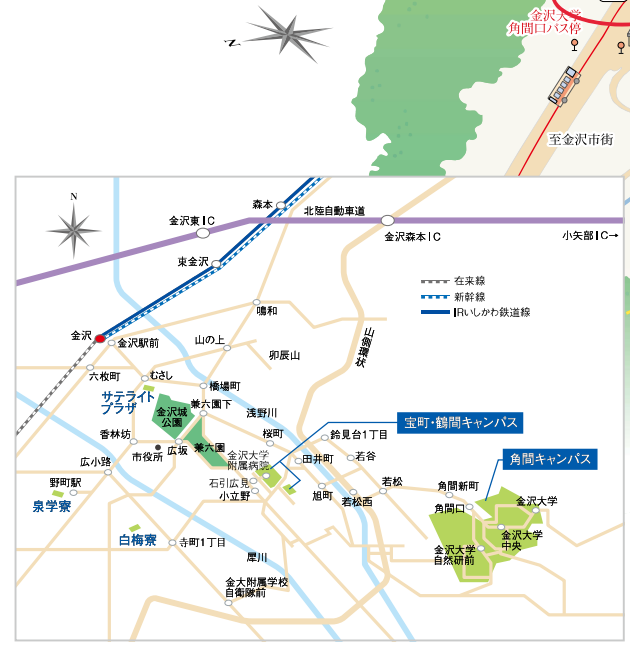 金沢大学
角間口バス停
N
至金沢市街
N
森本
北陸自動車道
金沢東IC
金沢森本IC
小矢部IC→
東金沢
在来線
新幹線
IRいしかわ鉄道線
鳴和
山側環状
金沢
金沢駅前
山の上
卯辰山
六枚町
むさし
サテライト
プラザ
橋場町
金沢城
公園
兼六園下
浅野川
宝町・鶴間キャンパス
香林坊
桜町
鈴見台1丁目
市役所
広坂
兼六園
金沢大学
附属病院
田井町
若谷
角間キャンパス
広小路
石引広見
小立野
旭町
若松西
若松
角間新町
角間口
金沢大学
野町駅
泉学寮
金沢大学
中央
白梅寮
寺町1丁目
犀川
金沢大学
自然研前
金大附属学校
自衛隊前